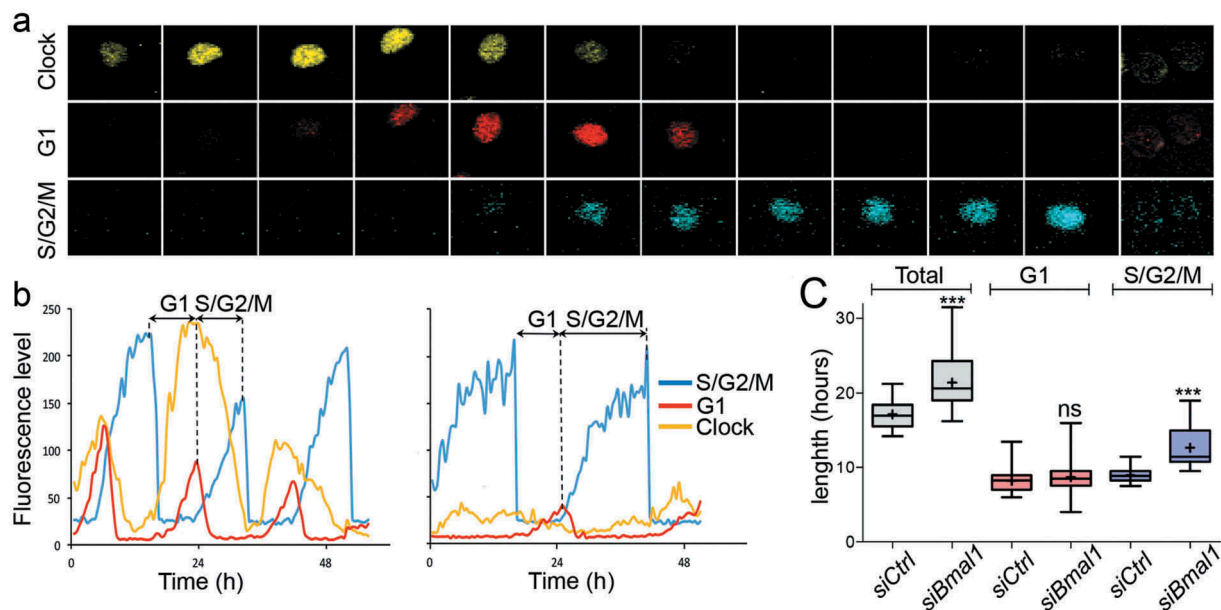 a
Clock
G1
S/G2/M
b
G1 S/G2/M
Fluorescence level
250
200
150
100
50
0
0 24 48
Time (h)
G1 S/G2/M
S/G2/M
G1
Clock
0 24 48
Time (h)
C
Total G1 S/G2/M
lenghth (hours)
30
20
10
0
*** ns ***
siCtrl siBmal1 siCtrl siBmal1 siCtrl siBmal1